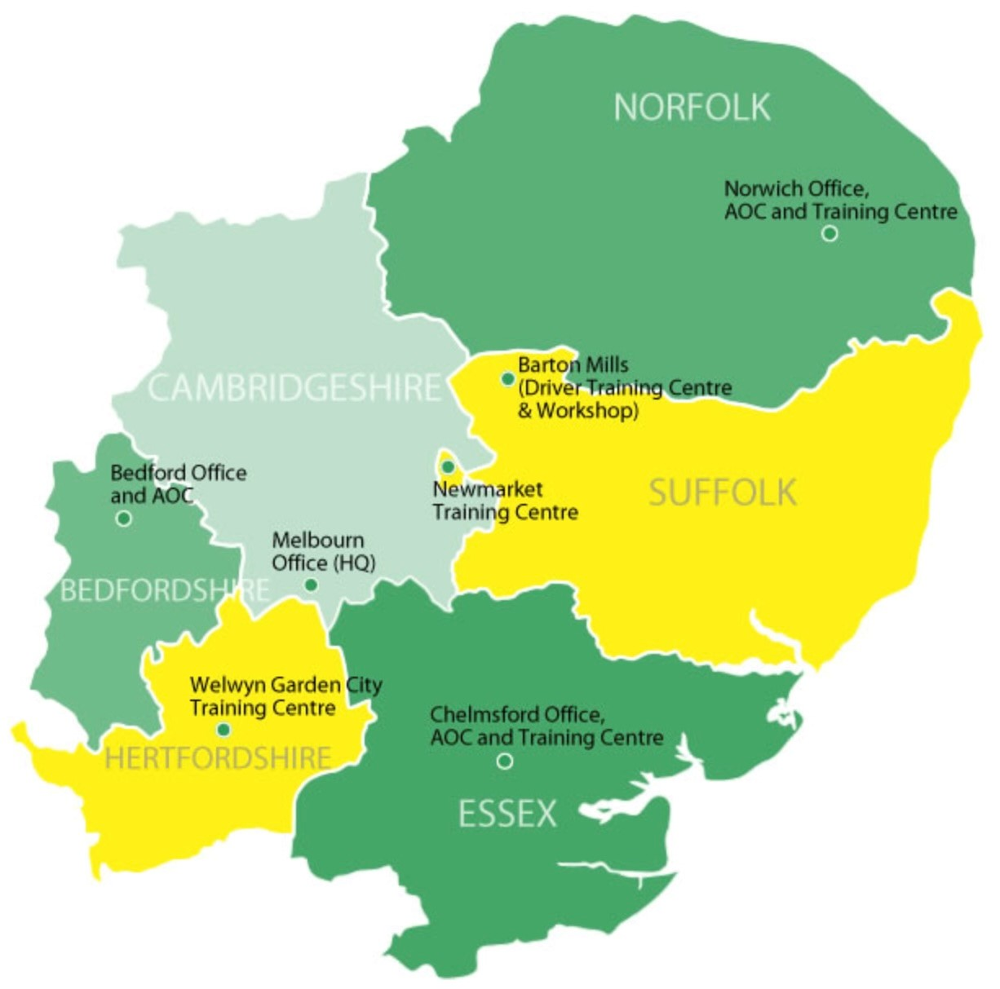 NORFOLK
Norwich Office,
AOC and Training Centre
Barton Mills
(Driver Training Centre
& Workshop)
CAMBRIDGESHIRE
Bedford Office
and AOC
Newmarket
Training Centre
SUFFOLK
Melbourn
Office (HQ)
BEDFORDSHIRE
Welwyn Garden City
Training Centre
Chelmsford Office,
AOC and Training Centre
HERTFORDSHIRE
ESSEX